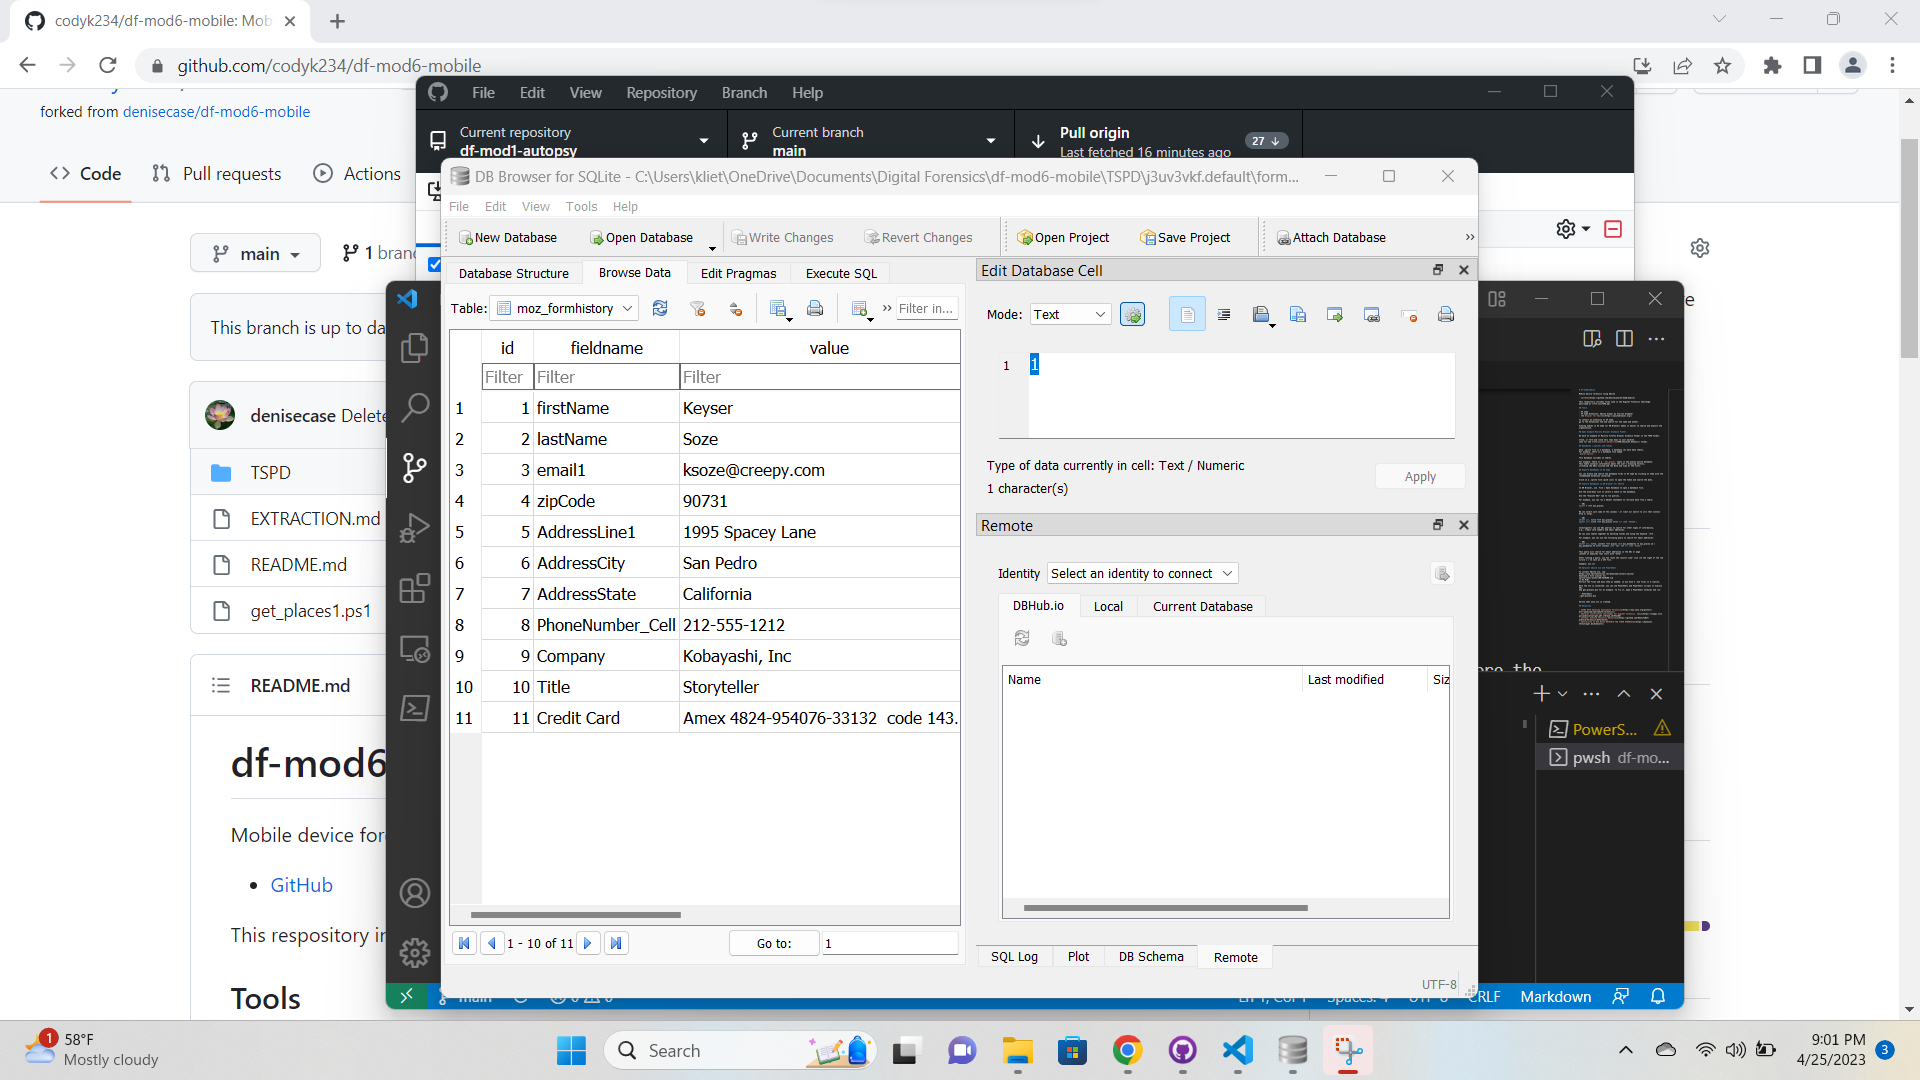 codyk234/df-mod6-mobile: Mob
github.com/codyk234/df-mod6-mobile
forked from denisecase/df-mod6-mobile
Code
Pull requests
Actions
main
1 branc
This branch is up to da
denisecase Delete
TSPD
EXTRACTION.md
README.md
get_places1.ps1
README.md
df-mod6
Mobile device for
GitHub
This respository in
Tools
File Edit View Repository Branch Help
Current repository
df-mod1-autopsy
Current branch
main
Pull origin
Last fetched 16 minutes ago
27
DB Browser for SQLite - C:\Users\kliet\OneDrive\Documents\Digital Forensics\df-mod6-mobile\TSPD\j3uv3vkf.default\form...
File Edit View Tools Help
New Database Open Database Write Changes Revert Changes Open Project Save Project Attach Database
Database Structure Browse Data Edit Pragmas Execute SQL
Table: moz_formhistory Filter in...
id fieldname value
Filter Filter Filter
1 1 firstName Keyser
2 2 lastName Soze
3 3 email1 ksoze@creepy.com
4 4 zipCode 90731
5 5 AddressLine1 1995 Spacey Lane
6 6 AddressCity San Pedro
7 7 AddressState California
8 8 PhoneNumber_Cell 212-555-1212
9 9 Company Kobayashi, Inc
10 10 Title Storyteller
11 11 Credit Card Amex 4824-954076-33132 code 143.
1 - 10 of 11
Go to: 1
Edit Database Cell
Mode: Text
1 1
Type of data currently in cell: Text / Numeric
1 character(s)
Apply
Remote
Identity Select an identity to connect
DBHub.io Local Current Database
Name Last modified Siz
SQL Log Plot DB Schema Remote
UTF-8
PowerS...
pwsh df-mo...
main
CRLF Markdown
1
58°F
Mostly cloudy
Search
9:01 PM
4/25/2023
3